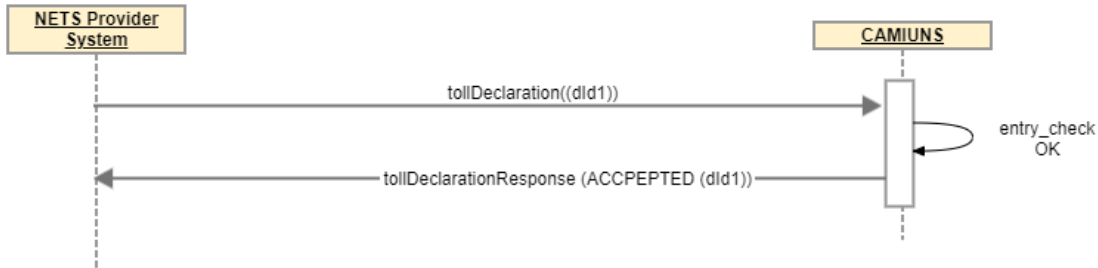 NETS Provider
System
CAMIUNS
tollDeclaration((dId1))
entry_check
OK
tollDeclarationResponse (ACCPEPTED (dId1))